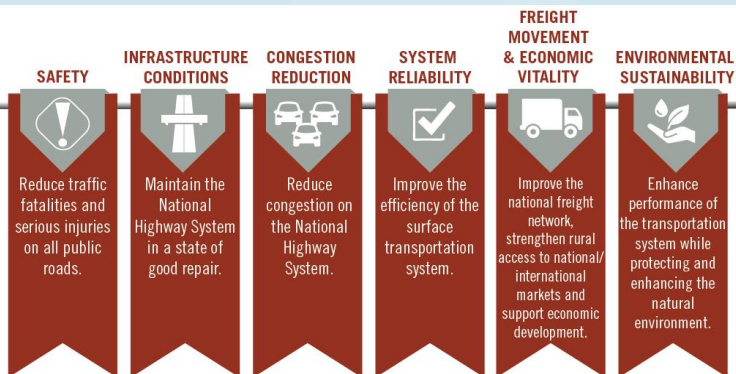 SAFETY
Reduce traffic
fatalities and
serious injuries
on all public
roads.
INFRASTRUCTURE
CONDITIONS
Maintain the
National
Highway System
in a state of
good repair.
CONGESTION
REDUCTION
Reduce
congestion on
the National
Highway
System.
SYSTEM
RELIABILITY
Improve the
efficiency of the
surface
transportation
system.
FREIGHT
MOVEMENT
& ECONOMIC
VITALITY
Improve the
national freight
network,
strengthen rural
access to national/
international
markets and
support economic
development.
ENVIRONMENTAL
SUSTAINABILITY
Enhance
performance of
the transportation
system while
protecting and
enhancing the
natural
environment.